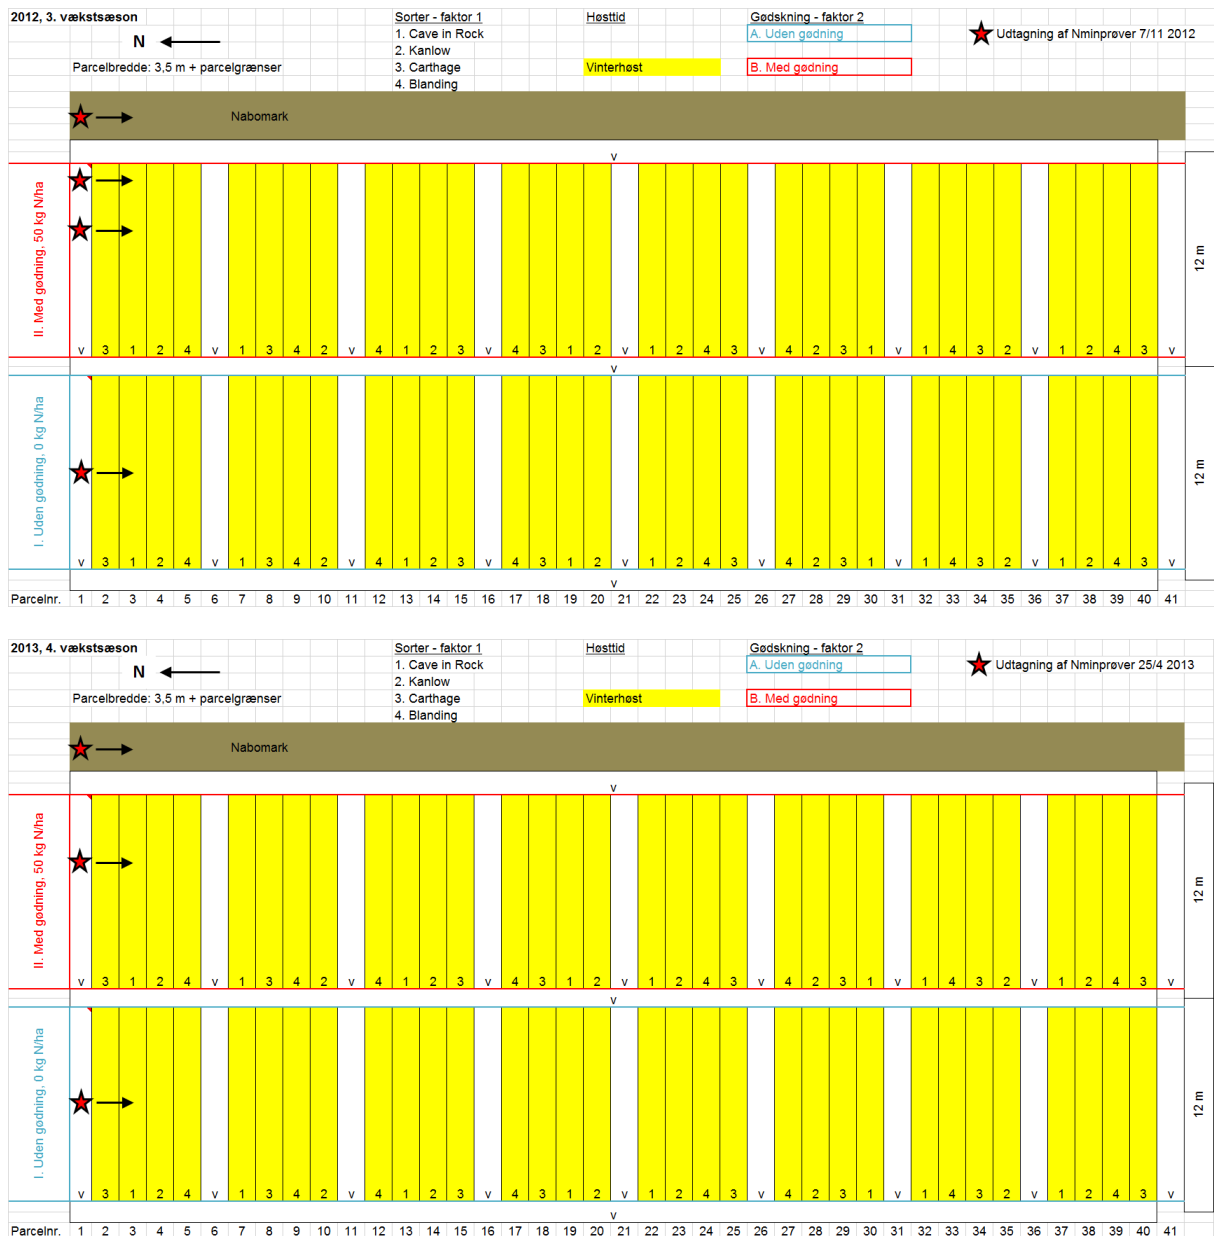 2012, 3. vækstsæson Sorter - faktor 1 Høsttid Gødskning - faktor 2
N 1. Cave in Rock A. Uden gødning Udtagning af Nminprøver 7/11 2012
2. Kanlow
Parcelbredde: 3,5 m + parcelgrænser 3. Carthage Vinterhøst B. Med gødning
4. Blanding
Nabomark
v
II. Med gødning, 50 kg N/ha
12 m
v 3 1 2 4 v 1 3 4 2 v 4 1 2 3 v 4 3 1 2 v 1 2 4 3 v 4 2 3 1 v 1 4 3 2 v 1 2 4 3 v
v
I. Uden gødning, 0 kg N/ha
12 m
v 3 1 2 4 v 1 3 4 2 v 4 1 2 3 v 4 3 1 2 v 1 2 4 3 v 4 2 3 1 v 1 4 3 2 v 1 2 4 3 v
v
Parcelnr. 1 2 3 4 5 6 7 8 9 10 11 12 13 14 15 16 17 18 19 20 21 22 23 24 25 26 27 28 29 30 31 32 33 34 35 36 37 38 39 40 41
2013, 4. vækstsæson Sorter - faktor 1 Høsttid Gødskning - faktor 2
N 1. Cave in Rock A. Uden gødning Udtagning af Nminprøver 25/4 2013
2. Kanlow
Parcelbredde: 3,5 m + parcelgrænser 3. Carthage Vinterhøst B. Med gødning
4. Blanding
Nabomark
v
II. Med gødning, 50 kg N/ha
12 m
v 3 1 2 4 v 1 3 4 2 v 4 1 2 3 v 4 3 1 2 v 1 2 4 3 v 4 2 3 1 v 1 4 3 2 v 1 2 4 3 v
v
I. Uden gødning, 0 kg N/ha
12 m
v 3 1 2 4 v 1 3 4 2 v 4 1 2 3 v 4 3 1 2 v 1 2 4 3 v 4 2 3 1 v 1 4 3 2 v 1 2 4 3 v
v
Parcelnr. 1 2 3 4 5 6 7 8 9 10 11 12 13 14 15 16 17 18 19 20 21 22 23 24 25 26 27 28 29 30 31 32 33 34 35 36 37 38 39 40 41